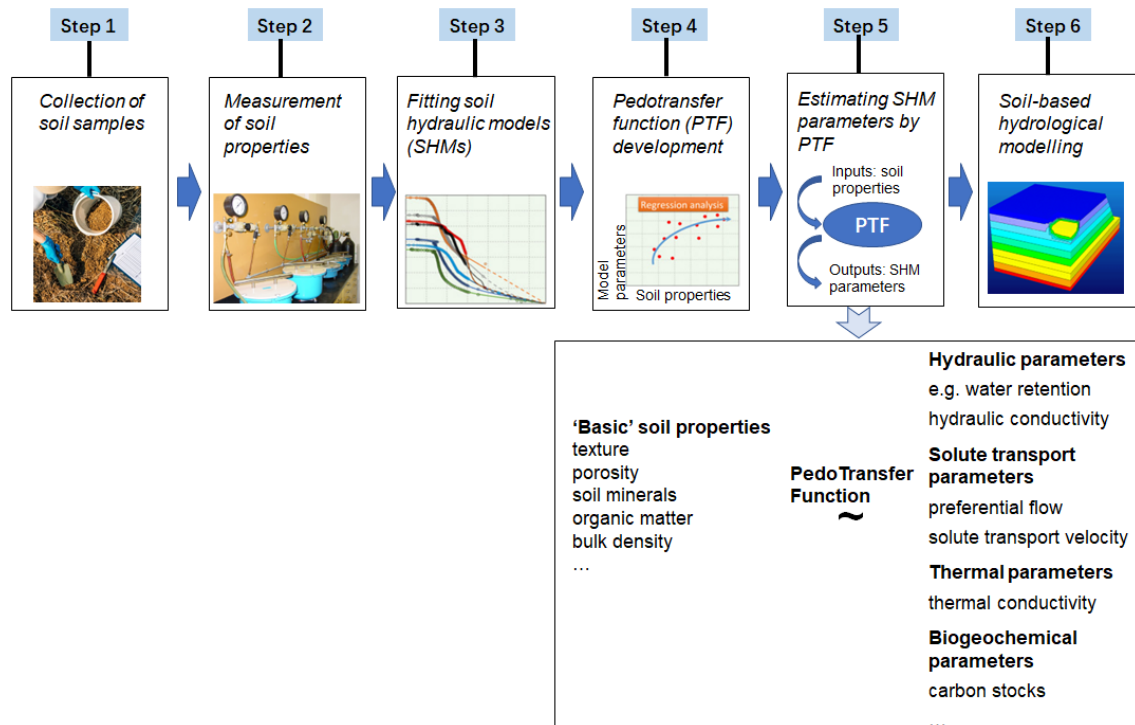 Step 1
Step 2
Step 3
Step 4
Step 5
Step 6
Collection of
soil samples
Measurement
of soil
properties
Fitting soil
hydraulic models
(SHMs)
Pedotransfer
function (PTF)
development
Regression analysis
Model
parameters
Soil properties
Estimating SHM
parameters by
PTF
Inputs: soil
properties
PTF
Outputs: SHM
parameters
Soil-based
hydrological
modelling
‘Basic’ soil properties
texture
porosity
soil minerals
organic matter
bulk density
...
PedoTransfer
Function
~
Hydraulic parameters
e.g. water retention
hydraulic conductivity
Solute transport
parameters
preferential flow
solute transport velocity
Thermal parameters
thermal conductivity
Biogeochemical
parameters
carbon stocks
...